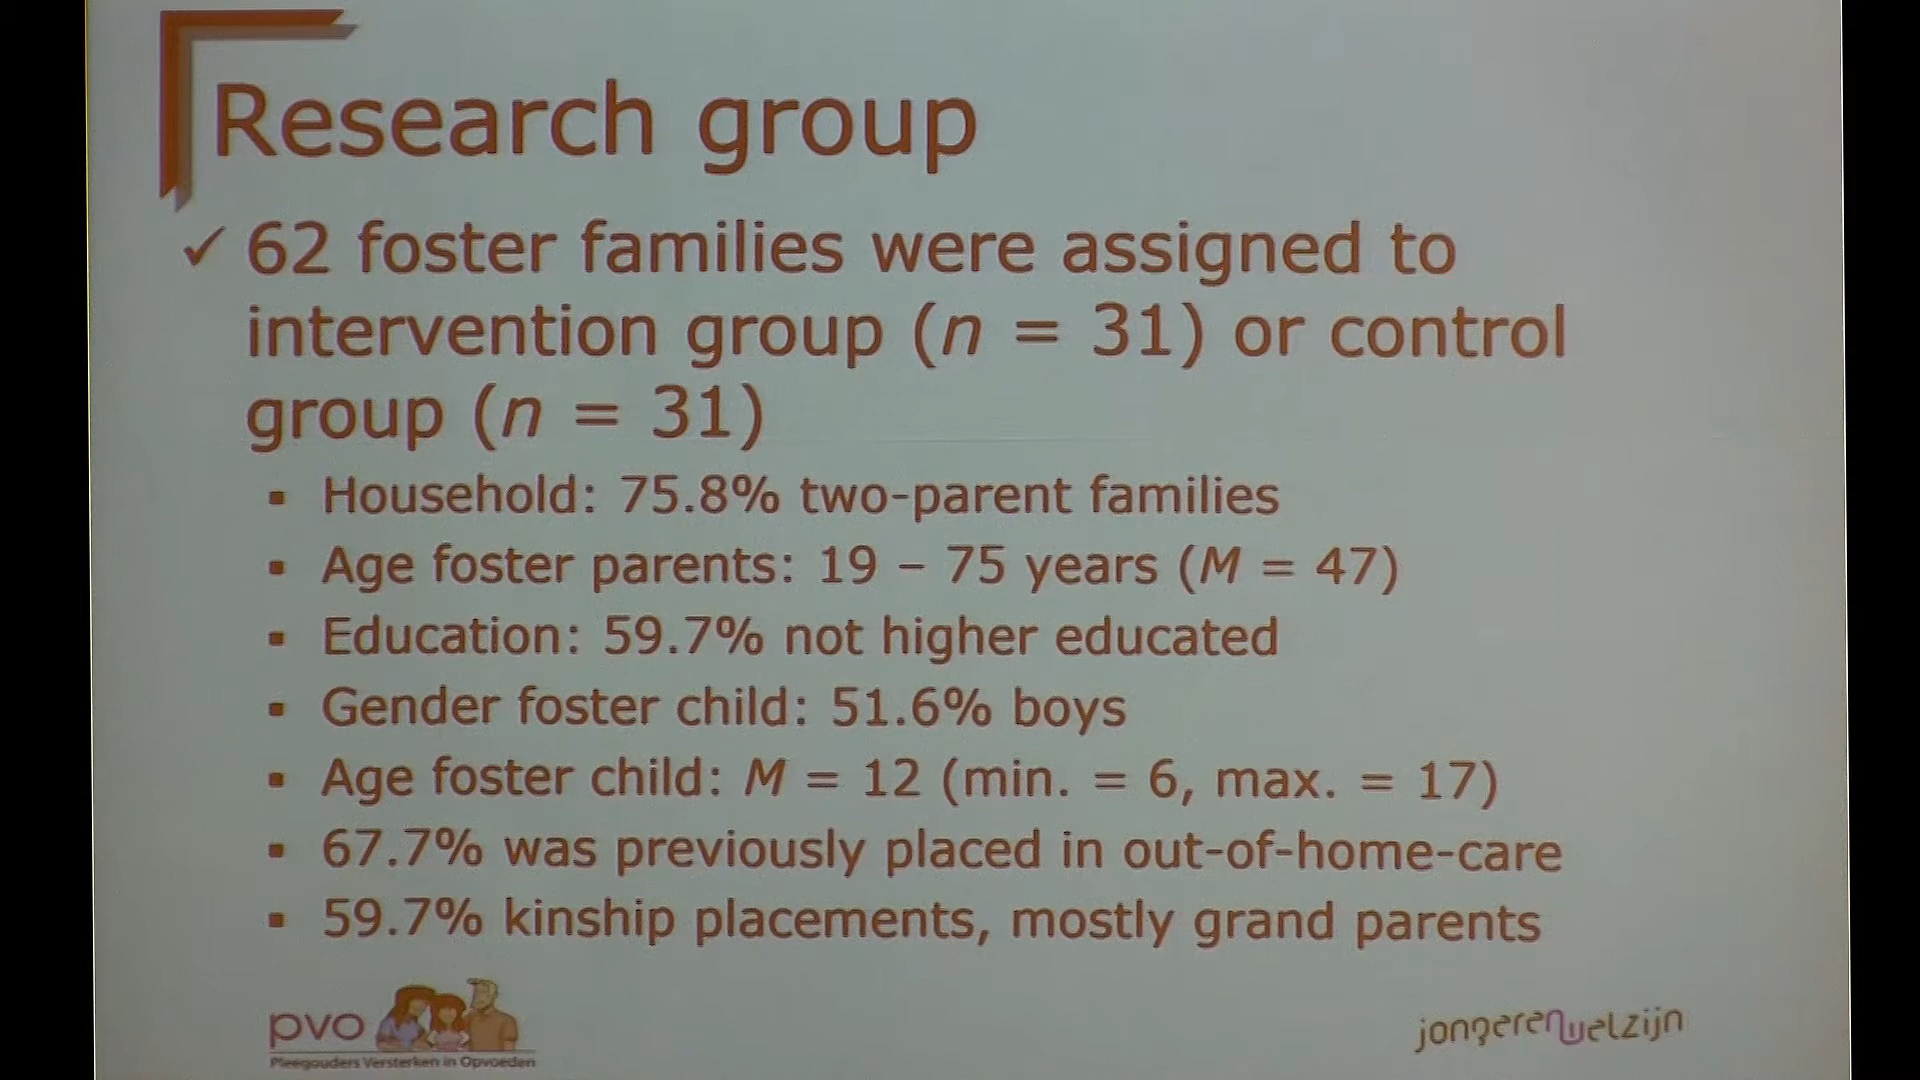 Research group
✓ 62 foster families were assigned to
intervention group (n = 31) or control
group (n = 31)
▪ Household: 75.8% two-parent families
▪ Age foster parents: 19 – 75 years (M = 47)
▪ Education: 59.7% not higher educated
▪ Gender foster child: 51.6% boys
▪ Age foster child: M = 12 (min. = 6, max. = 17)
▪ 67.7% was previously placed in out-of-home-care
▪ 59.7% kinship placements, mostly grand parents
pvo
Pleegouders Versterken in Opvoeden
jongerenwelzijn